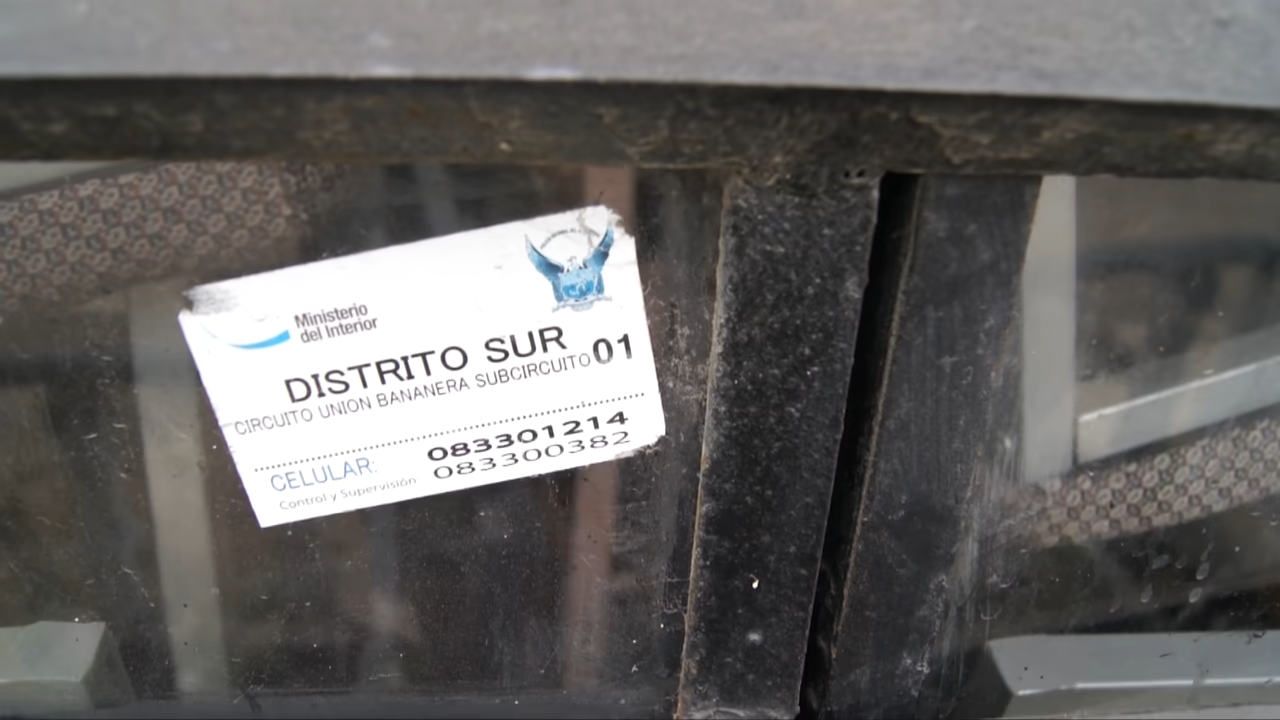 Ministerio
del Interior
DISTRITO SUR
CIRCUITO UNION BANANERA SUBCIRCUITO 01
CELULAR: 083301214
083300382
Control y Supervisión